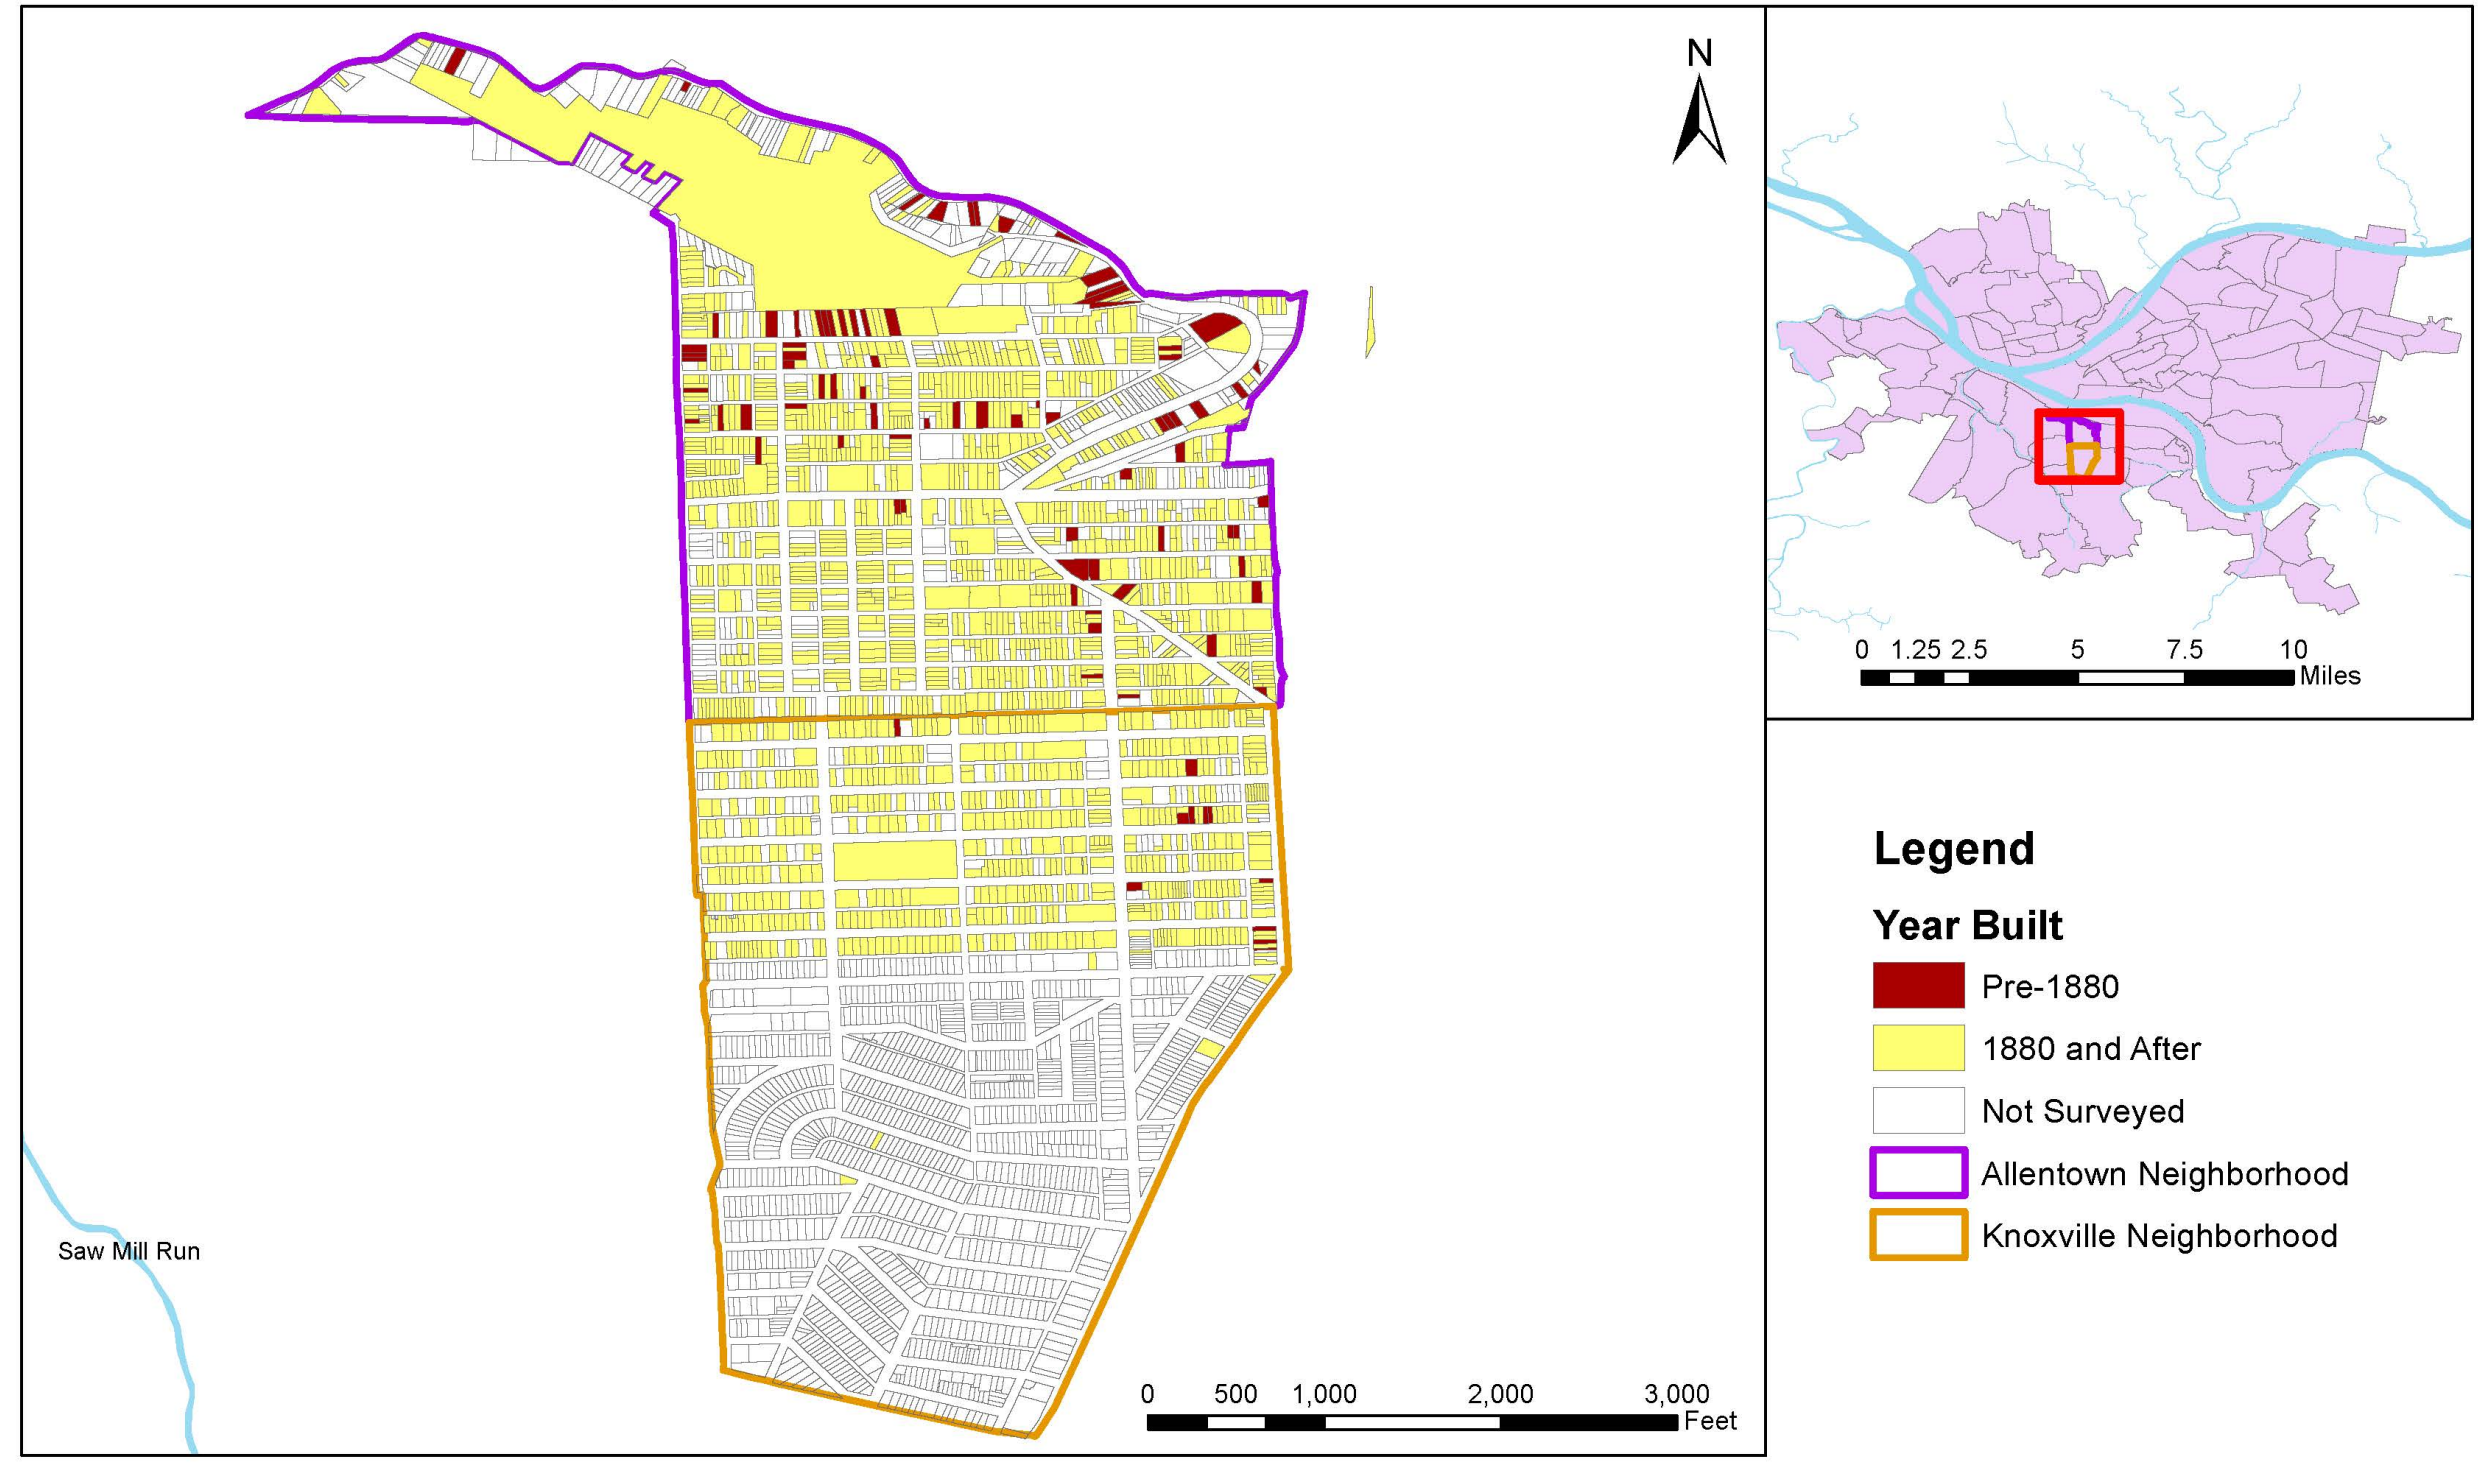 N
Saw Mill Run
0 500 1,000 2,000 3,000
Feet
0 1.25 2.5 5 7.5 10
Miles
Legend
Year Built
Pre-1880
1880 and After
Not Surveyed
Allentown Neighborhood
Knoxville Neighborhood